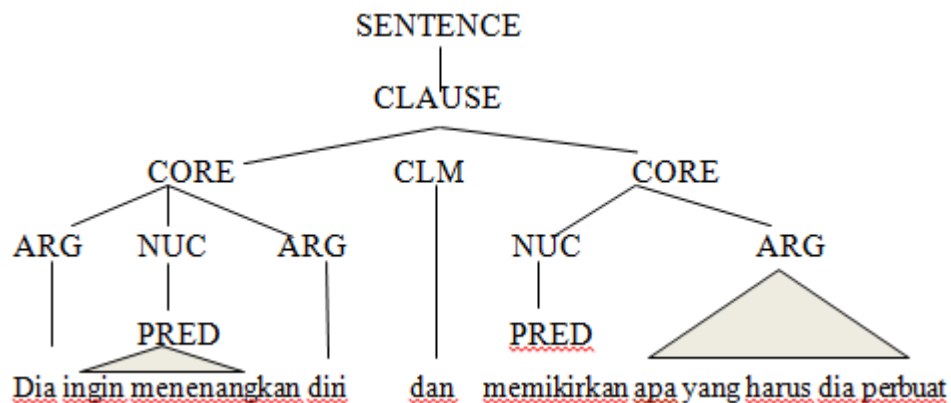 SENTENCE
CLAUSE
CORE CLM CORE
ARG NUC ARG NUC ARG
PRED PRED
Dia ingin menenangkan diri dan memikirkan apa yang harus dia perbuat